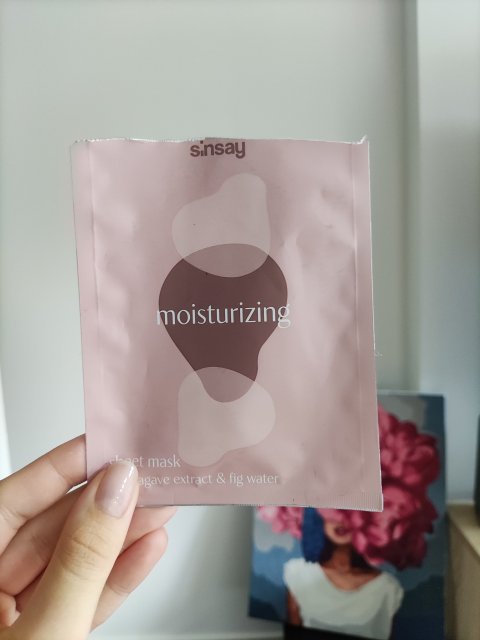 sinsay
moisturizing
sheet mask
agave extract & fig water